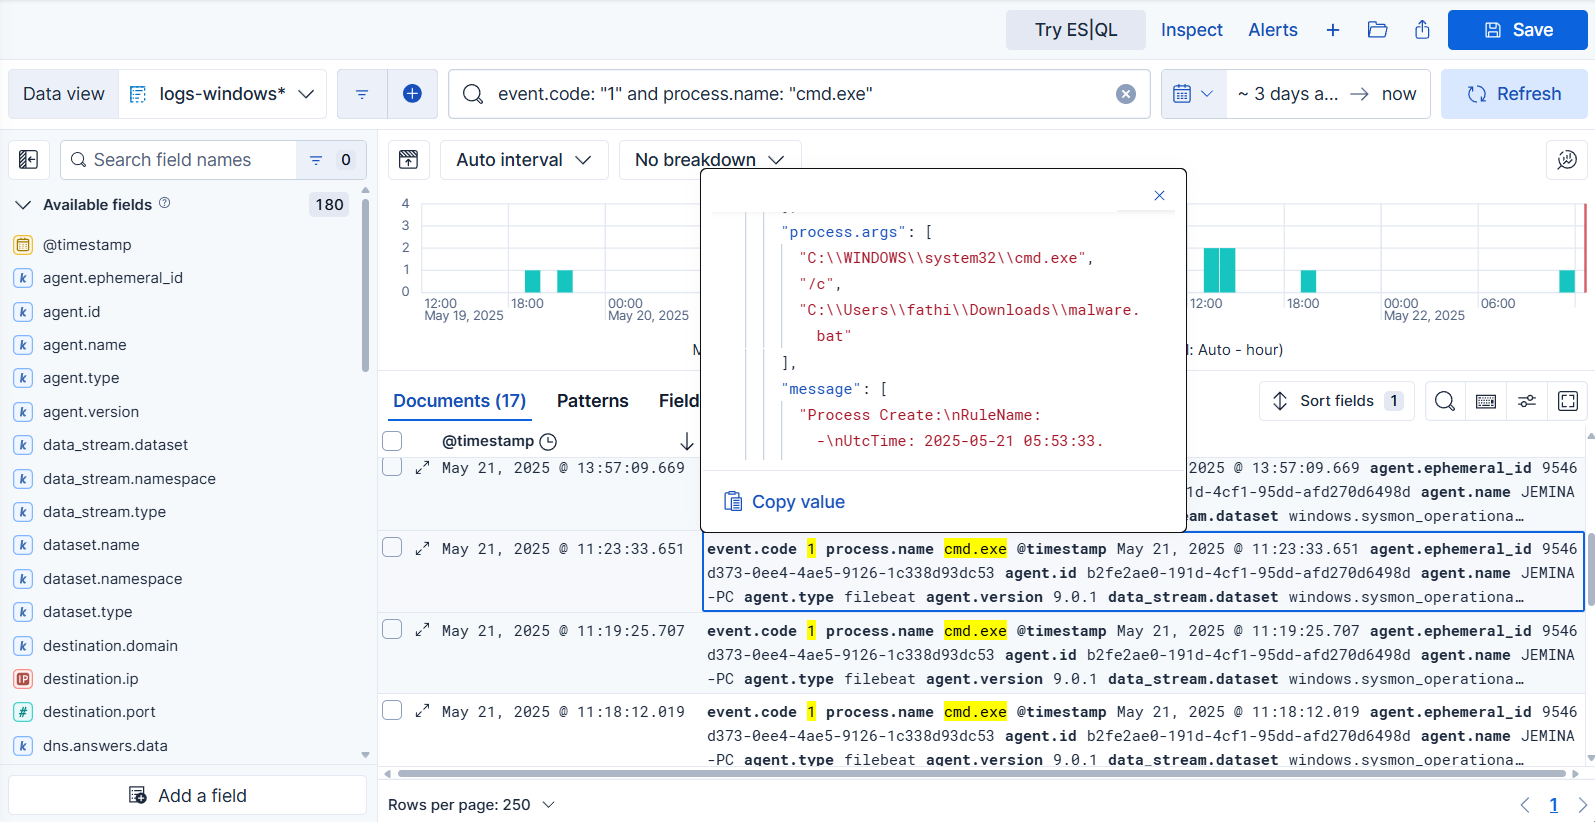 Try ES|QL Inspect Alerts + Save
Data view logs-windows* event.code: "1" and process.name: "cmd.exe" ~ 3 days a... → now Refresh
Search field names 0
Auto interval No breakdown
Available fields 180
@timestamp
agent.ephemeral_id
agent.id
agent.name
agent.type
agent.version
data_stream.dataset
data_stream.namespace
data_stream.type
dataset.name
dataset.namespace
dataset.type
destination.domain
destination.ip
destination.port
dns.answers.data
Add a field
4
3
2
1
0
12:00 18:00 00:00 12:00 18:00 00:00 06:00
May 19, 2025 May 20, 2025 May 22, 2025
: Auto - hour)
"process.args": [
"C:\\WINDOWS\\system32\\cmd.exe",
"/c",
"C:\\Users\\fathi\\Downloads\\malware.
bat"
],
"message": [
"Process Create:\nRuleName:
-\nUtcTime: 2025-05-21 05:53:33.
Copy value
Documents (17) Patterns Field
Sort fields 1
@timestamp
May 21, 2025 @ 13:57:09.669 2025 @ 13:57:09.669 agent.ephemeral_id 9546
1d-4cf1-95dd-afd270d6498d agent.name JEMINA
am.dataset windows.sysmon_operationa…
May 21, 2025 @ 11:23:33.651 event.code 1 process.name cmd.exe @timestamp May 21, 2025 @ 11:23:33.651 agent.ephemeral_id 9546
d373-0ee4-4ae5-9126-1c338d93dc53 agent.id b2fe2ae0-191d-4cf1-95dd-afd270d6498d agent.name JEMINA
-PC agent.type filebeat agent.version 9.0.1 data_stream.dataset windows.sysmon_operationa…
May 21, 2025 @ 11:19:25.707 event.code 1 process.name cmd.exe @timestamp May 21, 2025 @ 11:19:25.707 agent.ephemeral_id 9546
d373-0ee4-4ae5-9126-1c338d93dc53 agent.id b2fe2ae0-191d-4cf1-95dd-afd270d6498d agent.name JEMINA
-PC agent.type filebeat agent.version 9.0.1 data_stream.dataset windows.sysmon_operationa…
May 21, 2025 @ 11:18:12.019 event.code 1 process.name cmd.exe @timestamp May 21, 2025 @ 11:18:12.019 agent.ephemeral_id 9546
d373-0ee4-4ae5-9126-1c338d93dc53 agent.id b2fe2ae0-191d-4cf1-95dd-afd270d6498d agent.name JEMINA
-PC agent.type filebeat agent.version 9.0.1 data_stream.dataset windows.sysmon_operationa…
Rows per page: 250 1